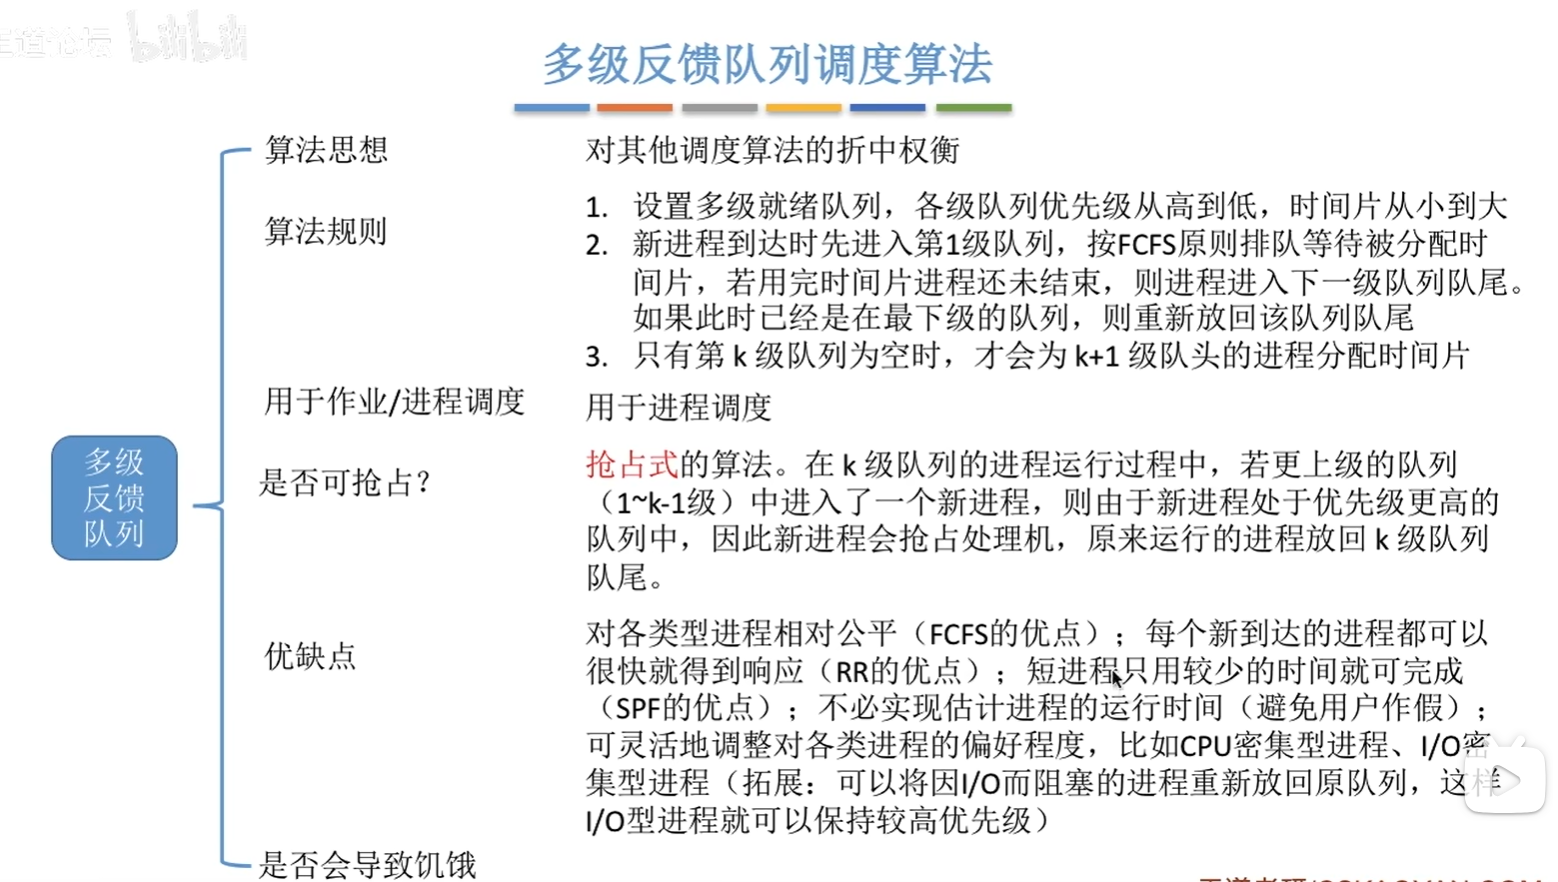 王道论坛 bilibili
多级反馈队列调度算法
算法思想
对其他调度算法的折中权衡
算法规则
1. 设置多级就绪队列，各级队列优先级从高到低，时间片从小到大
2. 新进程到达时先进入第1级队列，按FCFS原则排队等待被分配时
间片，若用完时间片进程还未结束，则进程进入下一级队列队尾。
如果此时已经是在最下级的队列，则重新放回该队列队尾
3. 只有第 k 级队列为空时，才会为 k+1 级队头的进程分配时间片
用于作业/进程调度
用于进程调度
多级
反馈
队列
是否可抢占？
抢占式的算法。在 k 级队列的进程运行过程中，若更上级的队列
（1~k-1级）中进入了一个新进程，则由于新进程处于优先级更高的
队列中，因此新进程会抢占处理机，原来运行的进程放回 k 级队列
队尾。
优缺点
对各类型进程相对公平（FCFS的优点）；每个新到达的进程都可以
很快就得到响应（RR的优点）；短进程只用较少的时间就可完成
（SPF的优点）；不必实现估计进程的运行时间（避免用户作假）；
可灵活地调整对各类进程的偏好程度，比如CPU密集型进程、I/O密
集型进程（拓展：可以将因I/O而阻塞的进程重新放回原队列，这样
I/O型进程就可以保持较高优先级）
是否会导致饥饿